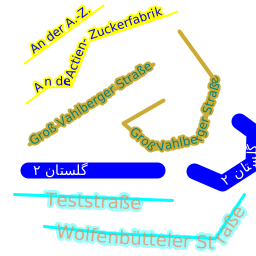 An der A.-Z.
An der Actien- Zuckerfabrik
Groß Vahlberger Straße
Groß Vahlberger Straße
گلستان ۲
گلستان ۲
Teststraße
Wolfenbütteler Straße